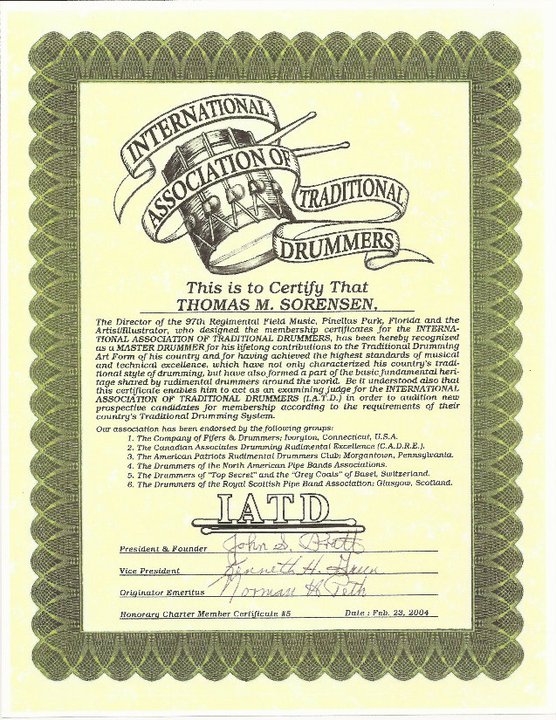 INTERNATIONAL
ASSOCIATION OF
TRADITIONAL
DRUMMERS
This is to Certify That
THOMAS M. SORENSEN,
The Director of the 97th Regimental Field Music, Pinellas Park, Florida and the
Artist/Illustrator, who designed the membership certificates for the INTERNA-
TIONAL ASSOCIATION OF TRADITIONAL DRUMMERS, has been hereby recognized
as a MASTER DRUMMER for his lifelong contributions to the Traditional Druming
Art Form of his country and for having achieved the highest standards of musical
and technical excellence, which have not only characterized his country's tradi-
tional style of drumming, but have also formed a part of the basic fundamental heri-
tage shared by rudimental drummers around the world. Be it understood also that
this certificate enables him to act as an examining judge for the INTERNATIONAL
ASSOCIATION OF TRADITIONAL DRUMMERS (I.A.T.D.) in order to audition new
prospective candidates for membership according to the requirements of their
country's Traditional Drumming System.
Our association has been endorsed by the following groups:
1. The Company of Fifers & Drummers; Ivoryton, Connecticut, U.S.A.
2. The Canadian Associates Drumming Rudimental Excellence (C.A.D.R.E.).
3. The American Patriots Rudimental Drummers Club; Morgantown, Pennsylvania.
4. The Drummers of the North American Pipe Bands Associations.
5. The Drummers of "Top Secret" and the "Grey Coats" of Basel, Switzerland.
6. The Drummers of the Royal Scottish Pipe Band Association; Glasgow, Scotland.
IATD
President & Founder John S. Pratt
Vice President Kenneth H. Green
Originator Emeritus Norman H. Peth
Honorary Charter Member Certificate #5 Date : Feb. 23, 2004